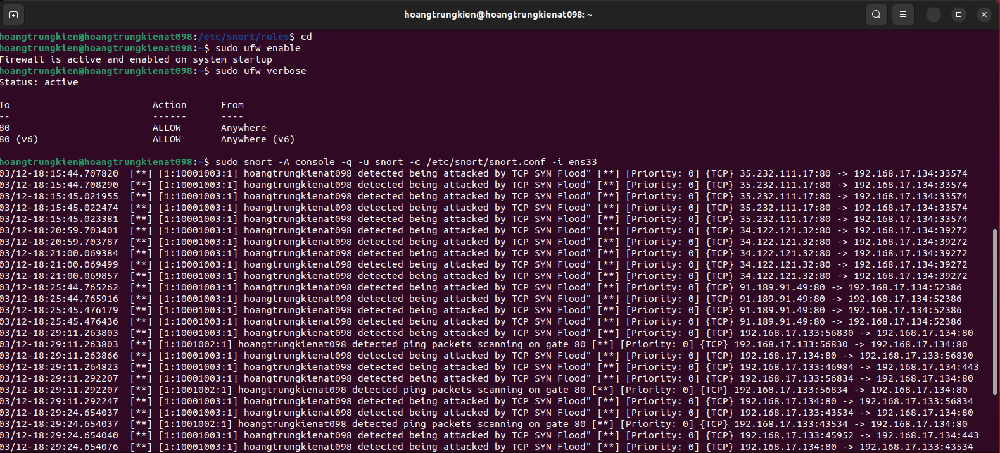 hoangtrungkien@hoangtrungkienat098: ~
hoangtrungkien@hoangtrungkienat098:/etc/snort/rules$ cd
hoangtrungkien@hoangtrungkienat098:~$ sudo ufw enable
Firewall is active and enabled on system startup
hoangtrungkien@hoangtrungkienat098:~$ sudo ufw verbose
Status: active
To Action From
-- ------ ----
80 ALLOW Anywhere
80 (v6) ALLOW Anywhere (v6)
hoangtrungkien@hoangtrungkienat098:~$ sudo snort -A console -q -u snort -c /etc/snort/snort.conf -i ens33
03/12-18:15:44.707820 [**] [1:10001003:1] hoangtrungkienat098 detected being attacked by TCP SYN Flood" [**] [Priority: 0] {TCP} 35.232.111.17:80 -> 192.168.17.134:33574
03/12-18:15:44.708290 [**] [1:10001003:1] hoangtrungkienat098 detected being attacked by TCP SYN Flood" [**] [Priority: 0] {TCP} 35.232.111.17:80 -> 192.168.17.134:33574
03/12-18:15:45.021955 [**] [1:10001003:1] hoangtrungkienat098 detected being attacked by TCP SYN Flood" [**] [Priority: 0] {TCP} 35.232.111.17:80 -> 192.168.17.134:33574
03/12-18:15:45.022474 [**] [1:10001003:1] hoangtrungkienat098 detected being attacked by TCP SYN Flood" [**] [Priority: 0] {TCP} 35.232.111.17:80 -> 192.168.17.134:33574
03/12-18:15:45.023381 [**] [1:10001003:1] hoangtrungkienat098 detected being attacked by TCP SYN Flood" [**] [Priority: 0] {TCP} 35.232.111.17:80 -> 192.168.17.134:33574
03/12-18:20:59.703401 [**] [1:10001003:1] hoangtrungkienat098 detected being attacked by TCP SYN Flood" [**] [Priority: 0] {TCP} 34.122.121.32:80 -> 192.168.17.134:39272
03/12-18:20:59.703787 [**] [1:10001003:1] hoangtrungkienat098 detected being attacked by TCP SYN Flood" [**] [Priority: 0] {TCP} 34.122.121.32:80 -> 192.168.17.134:39272
03/12-18:21:00.069384 [**] [1:10001003:1] hoangtrungkienat098 detected being attacked by TCP SYN Flood" [**] [Priority: 0] {TCP} 34.122.121.32:80 -> 192.168.17.134:39272
03/12-18:21:00.069499 [**] [1:10001003:1] hoangtrungkienat098 detected being attacked by TCP SYN Flood" [**] [Priority: 0] {TCP} 34.122.121.32:80 -> 192.168.17.134:39272
03/12-18:21:00.069857 [**] [1:10001003:1] hoangtrungkienat098 detected being attacked by TCP SYN Flood" [**] [Priority: 0] {TCP} 34.122.121.32:80 -> 192.168.17.134:39272
03/12-18:25:44.765262 [**] [1:10001003:1] hoangtrungkienat098 detected being attacked by TCP SYN Flood" [**] [Priority: 0] {TCP} 91.189.91.49:80 -> 192.168.17.134:52386
03/12-18:25:44.765916 [**] [1:10001003:1] hoangtrungkienat098 detected being attacked by TCP SYN Flood" [**] [Priority: 0] {TCP} 91.189.91.49:80 -> 192.168.17.134:52386
03/12-18:25:45.476179 [**] [1:10001003:1] hoangtrungkienat098 detected being attacked by TCP SYN Flood" [**] [Priority: 0] {TCP} 91.189.91.49:80 -> 192.168.17.134:52386
03/12-18:25:45.476436 [**] [1:10001003:1] hoangtrungkienat098 detected being attacked by TCP SYN Flood" [**] [Priority: 0] {TCP} 91.189.91.49:80 -> 192.168.17.134:52386
03/12-18:29:11.263803 [**] [1:10001003:1] hoangtrungkienat098 detected being attacked by TCP SYN Flood" [**] [Priority: 0] {TCP} 192.168.17.133:56830 -> 192.168.17.134:80
03/12-18:29:11.263803 [**] [1:1001002:1] hoangtrungkienat098 detected ping packets scanning on gate 80 [**] [Priority: 0] {TCP} 192.168.17.133:56830 -> 192.168.17.134:80
03/12-18:29:11.263866 [**] [1:10001003:1] hoangtrungkienat098 detected being attacked by TCP SYN Flood" [**] [Priority: 0] {TCP} 192.168.17.134:80 -> 192.168.17.133:56830
03/12-18:29:11.264823 [**] [1:10001003:1] hoangtrungkienat098 detected being attacked by TCP SYN Flood" [**] [Priority: 0] {TCP} 192.168.17.133:46984 -> 192.168.17.134:443
03/12-18:29:11.292207 [**] [1:10001003:1] hoangtrungkienat098 detected being attacked by TCP SYN Flood" [**] [Priority: 0] {TCP} 192.168.17.133:56834 -> 192.168.17.134:80
03/12-18:29:11.292207 [**] [1:1001002:1] hoangtrungkienat098 detected ping packets scanning on gate 80 [**] [Priority: 0] {TCP} 192.168.17.133:56834 -> 192.168.17.134:80
03/12-18:29:11.292247 [**] [1:10001003:1] hoangtrungkienat098 detected being attacked by TCP SYN Flood" [**] [Priority: 0] {TCP} 192.168.17.134:80 -> 192.168.17.133:56834
03/12-18:29:24.654037 [**] [1:10001003:1] hoangtrungkienat098 detected being attacked by TCP SYN Flood" [**] [Priority: 0] {TCP} 192.168.17.133:43534 -> 192.168.17.134:80
03/12-18:29:24.654037 [**] [1:1001002:1] hoangtrungkienat098 detected ping packets scanning on gate 80 [**] [Priority: 0] {TCP} 192.168.17.133:43534 -> 192.168.17.134:80
03/12-18:29:24.654040 [**] [1:10001003:1] hoangtrungkienat098 detected being attacked by TCP SYN Flood" [**] [Priority: 0] {TCP} 192.168.17.133:45952 -> 192.168.17.134:443
03/12-18:29:24.654076 [**] [1:10001003:1] hoangtrungkienat098 detected being attacked by TCP SYN Flood" [**] [Priority: 0] {TCP} 192.168.17.134:80 -> 192.168.17.133:43534